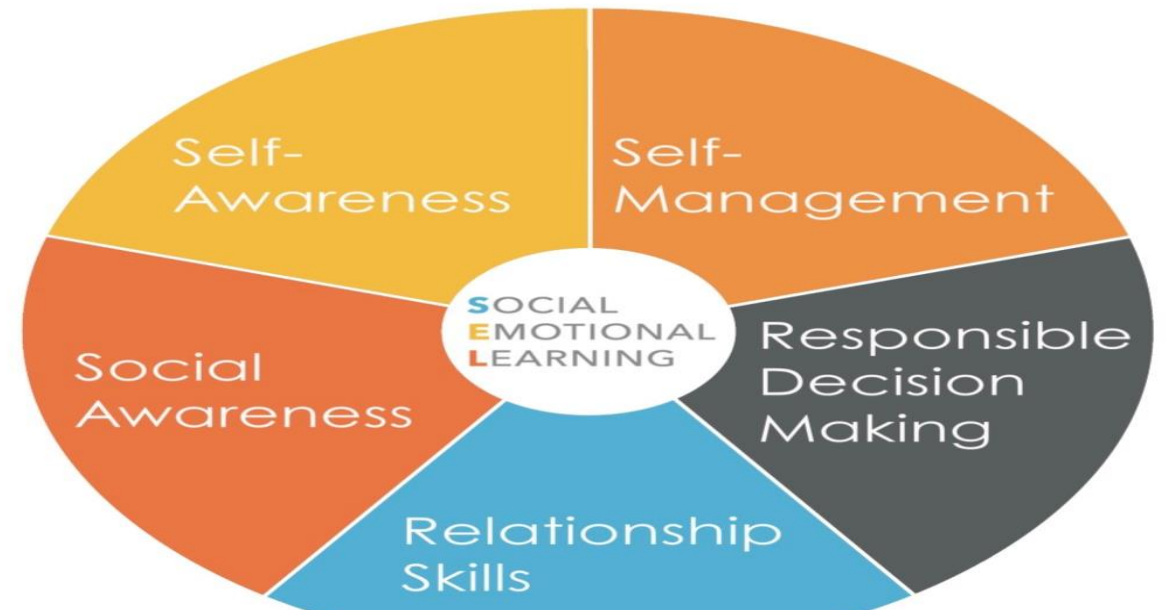 Self-
Awareness
Self-
Management
Social
Awareness
SOCIAL
EMOTIONAL
LEARNING
Responsible
Decision
Making
Relationship
Skills